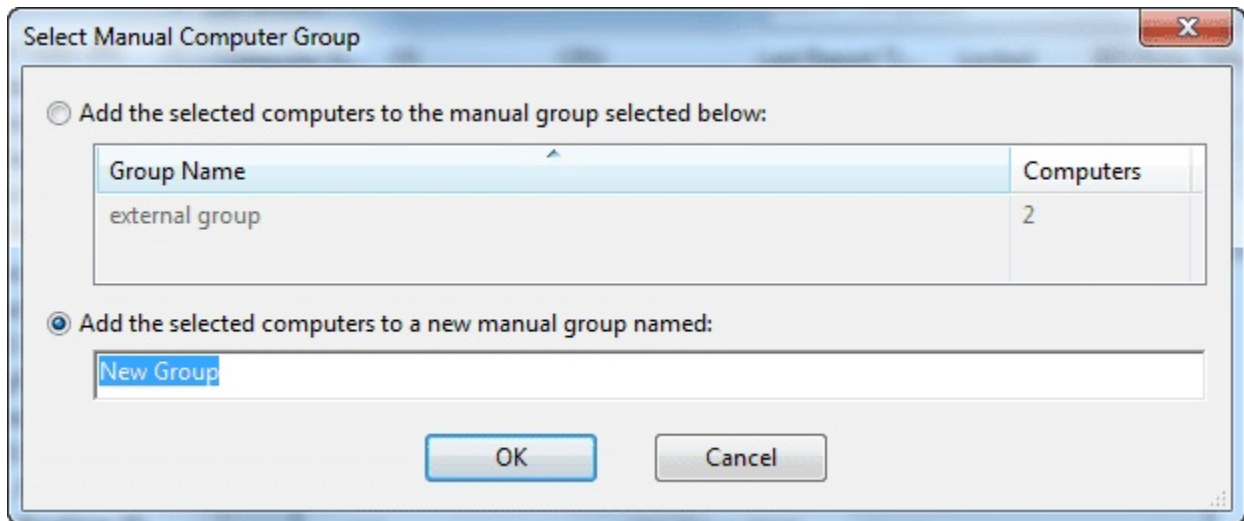 Select Manual Computer Group
Add the selected computers to the manual group selected below:
Group Name Computers
external group 2
Add the selected computers to a new manual group named:
New Group
OK Cancel